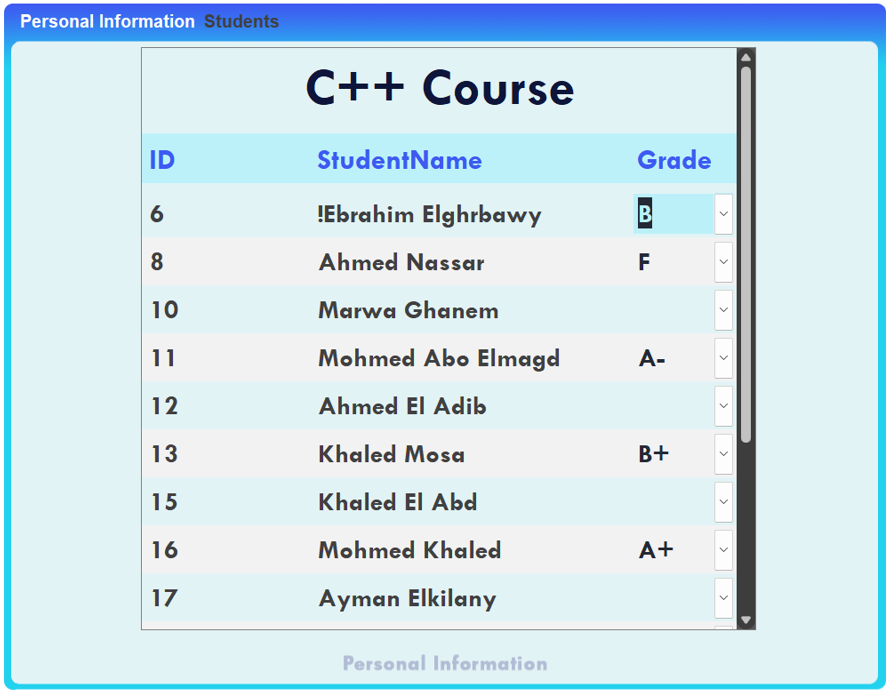 Personal Information Students
C++ Course
ID StudentName Grade
6 !Ebrahim Elghrbawy B
8 Ahmed Nassar F
10 Marwa Ghanem
11 Mohmed Abo Elmagd A-
12 Ahmed El Adib
13 Khaled Mosa B+
15 Khaled El Abd
16 Mohmed Khaled A+
17 Ayman Elkilany
Personal Information